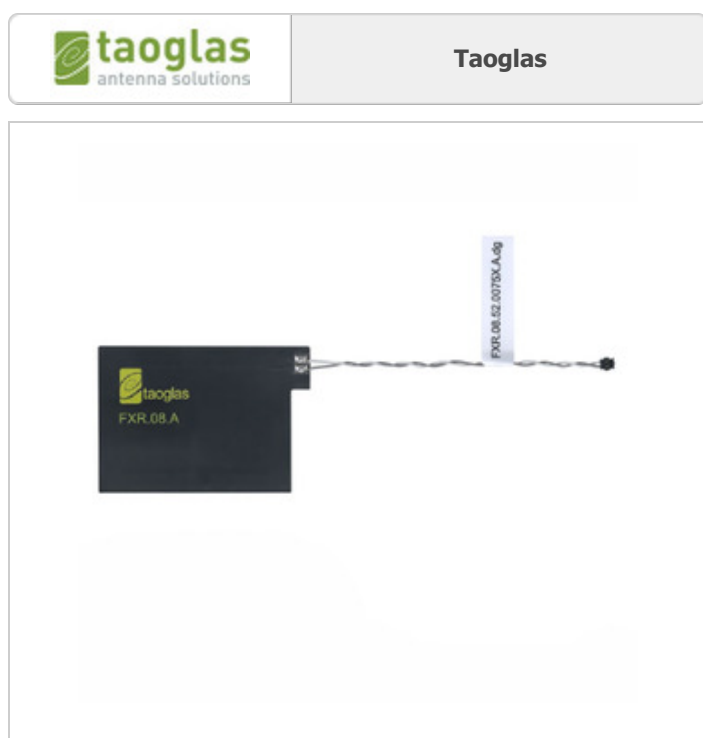 taoglas
antenna solutions
Taoglas
FXR.08.52.0075X.A.dg
taoglas
FXR.08.A